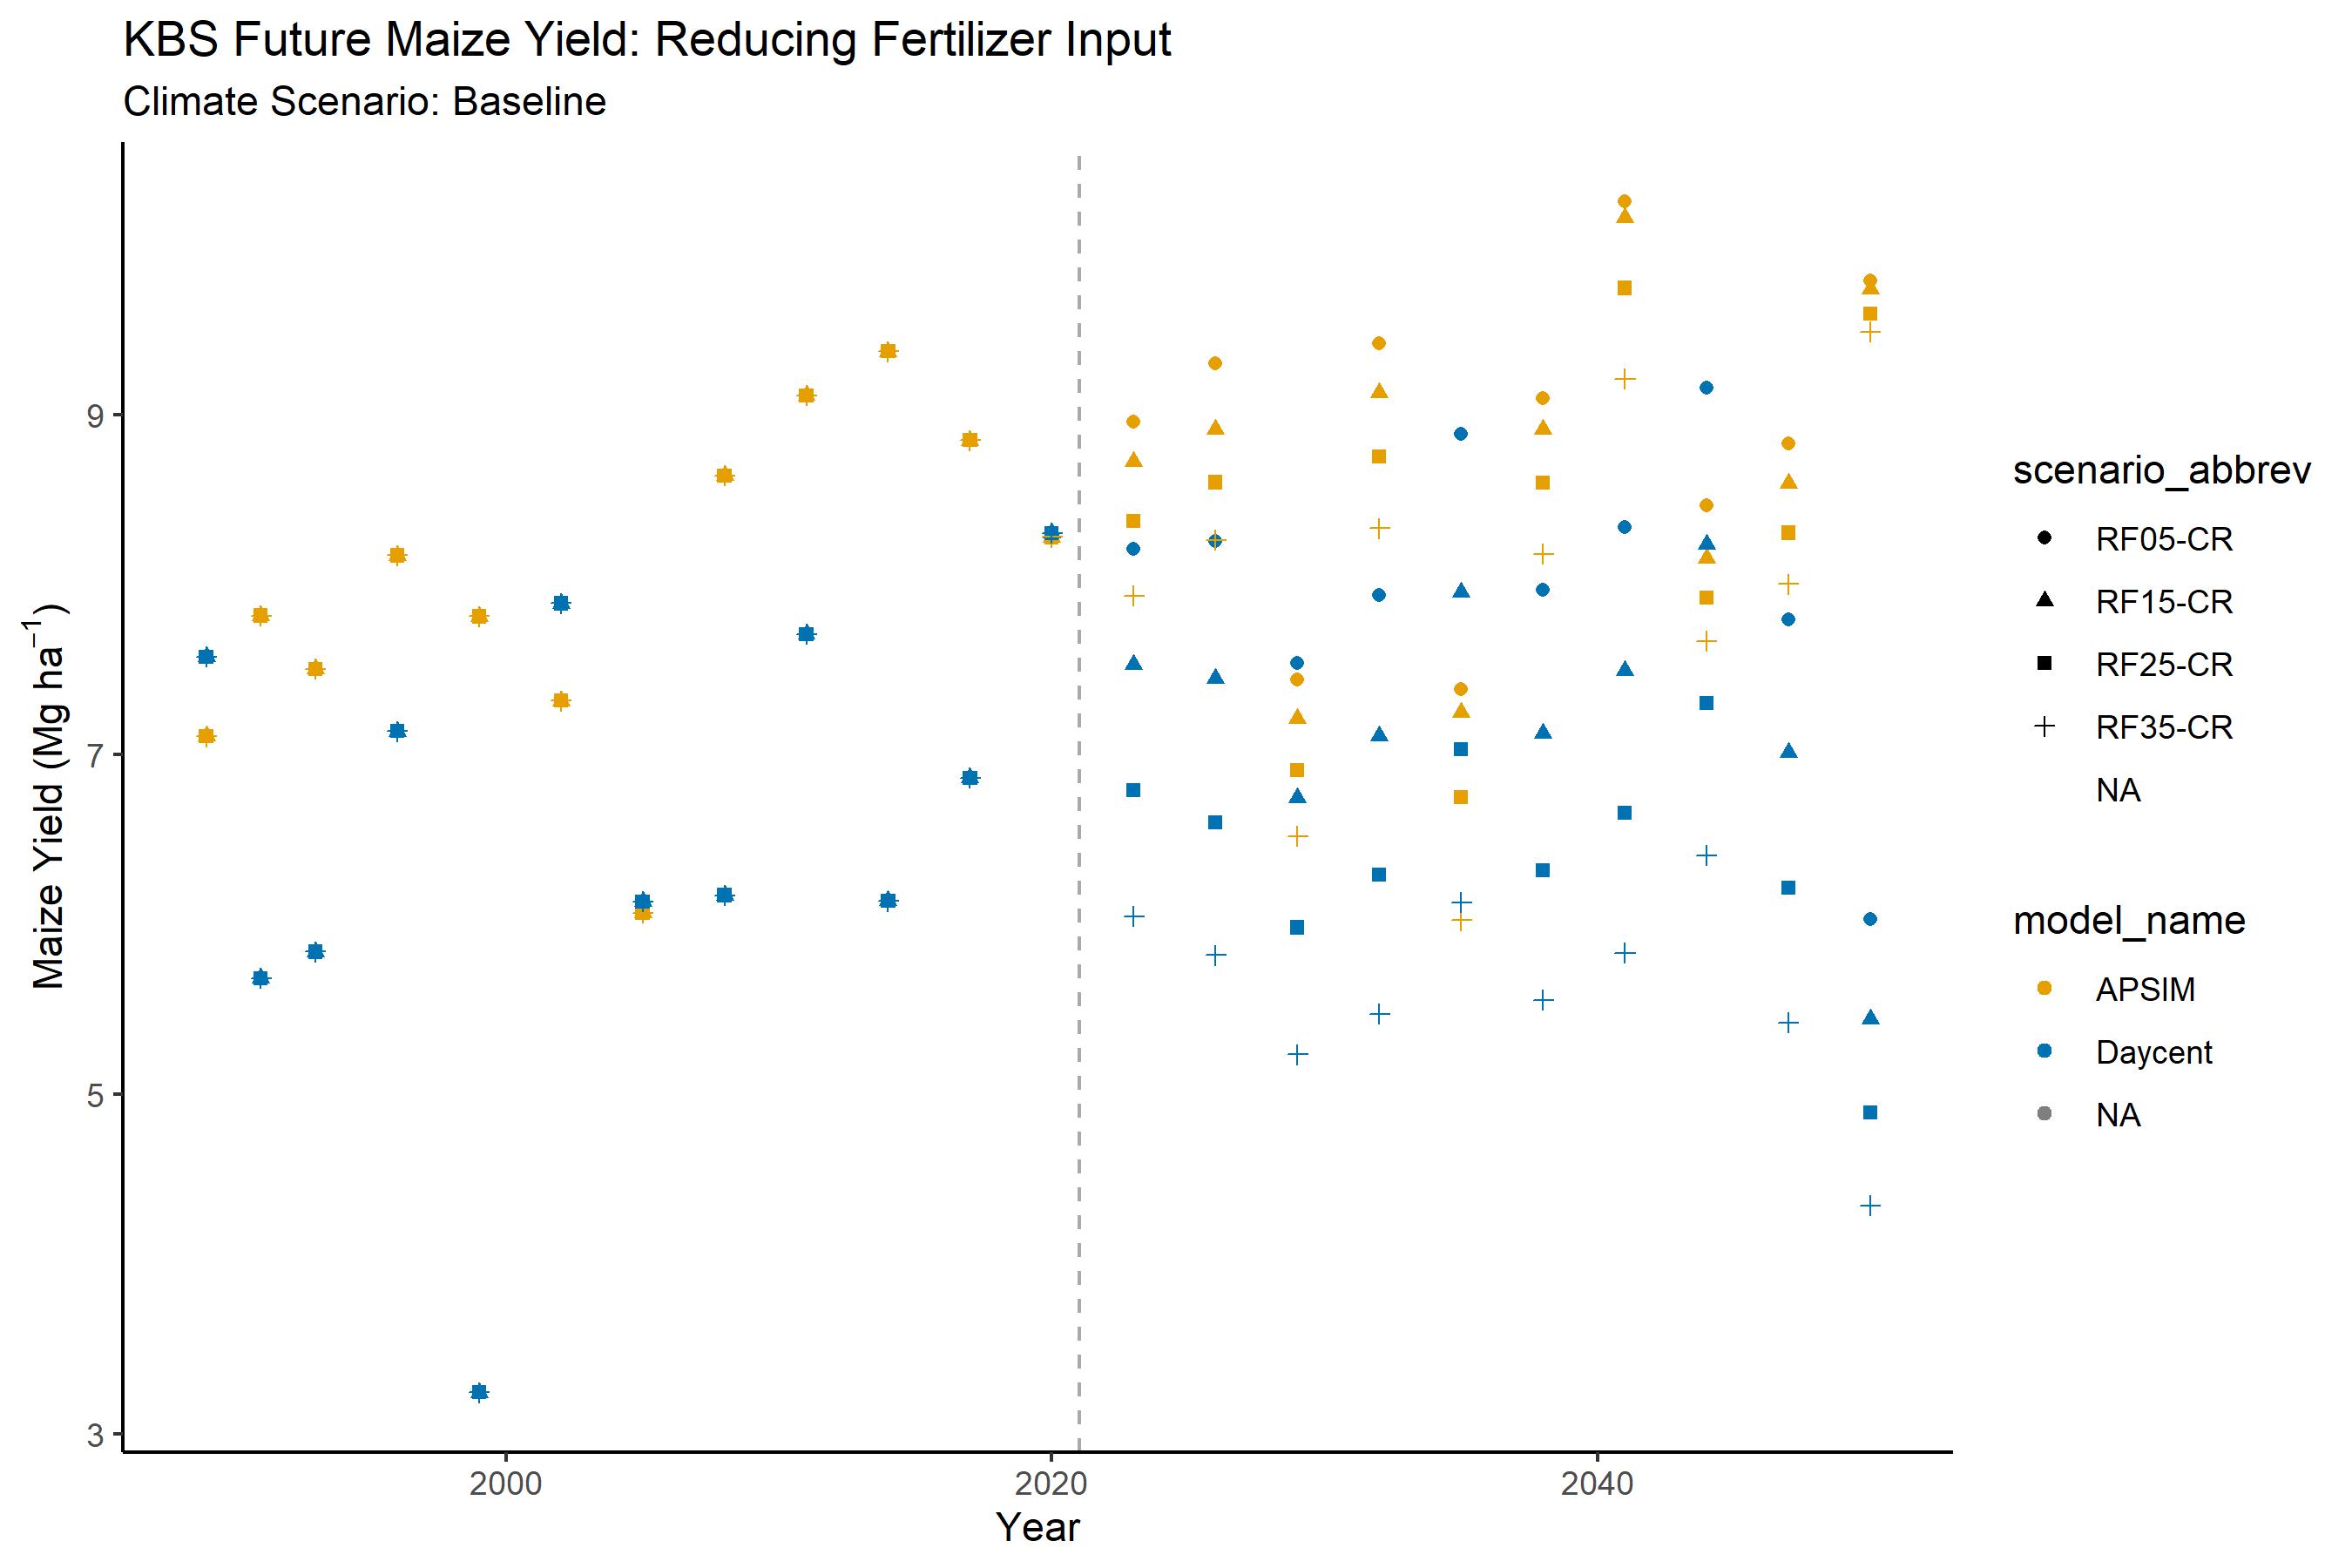 KBS Future Maize Yield: Reducing Fertilizer Input
Climate Scenario: Baseline
Maize Yield (Mg ha⁻¹)
9
7
5
3
2000
2020
2040
Year
scenario_abbrev
RF05-CR
RF15-CR
RF25-CR
RF35-CR
NA
model_name
APSIM
Daycent
NA